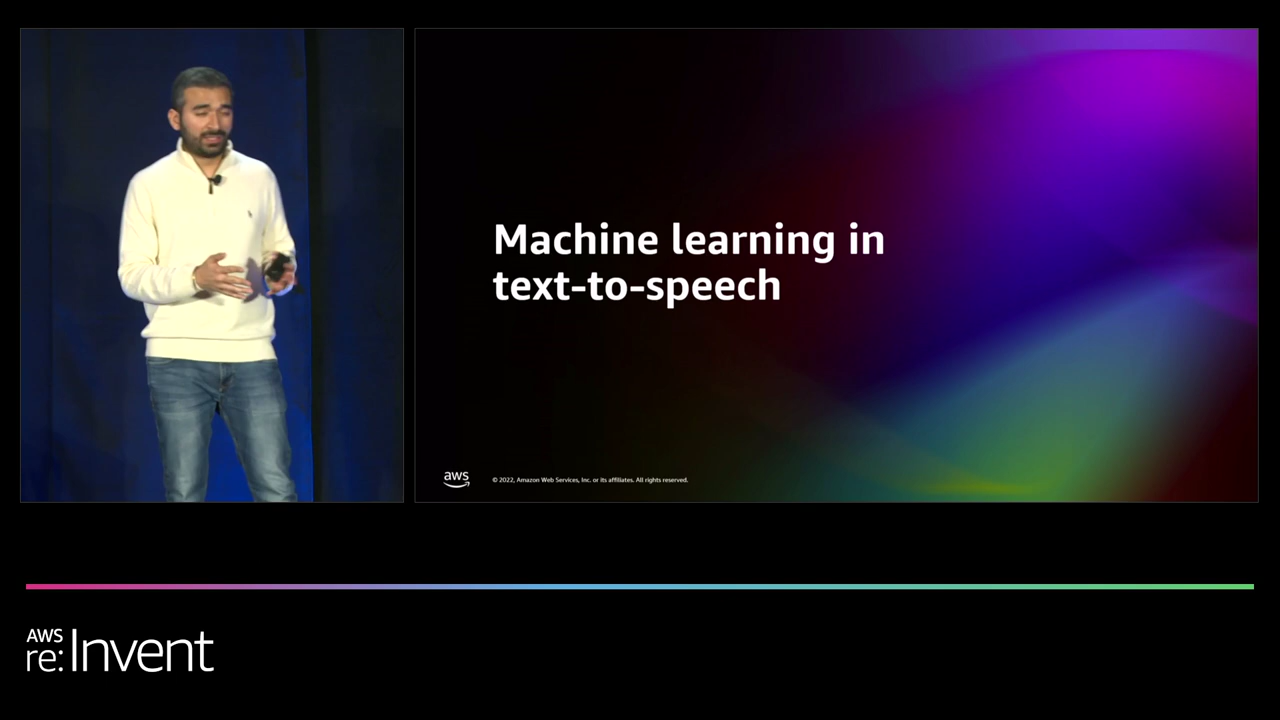 Machine learning in
text-to-speech
aws
© 2022, Amazon Web Services, Inc. or its affiliates. All rights reserved.
AWS
re:Invent